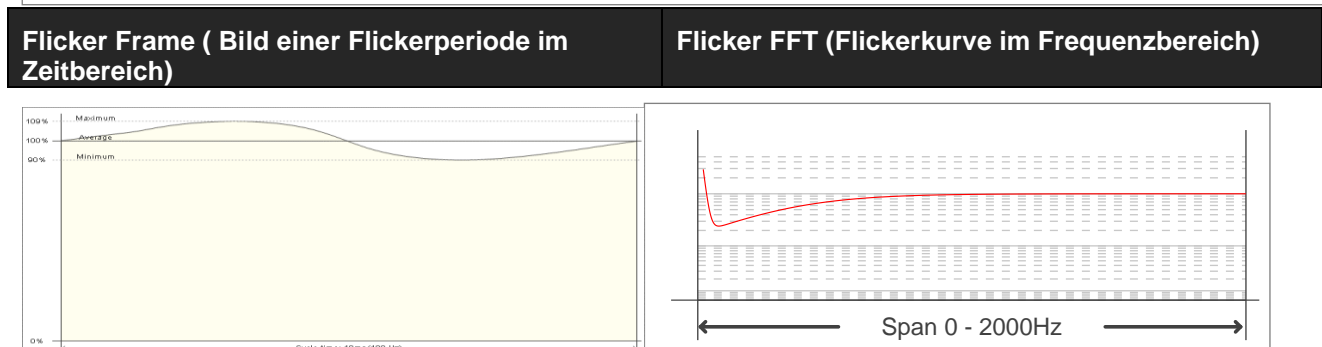 Flicker Frame ( Bild einer Flickerperiode im
Zeitbereich)
Flicker FFT (Flickerkurve im Frequenzbereich)
109%
Maximum
100%
Average
90%
Minimum
0%
Span 0 - 2000Hz